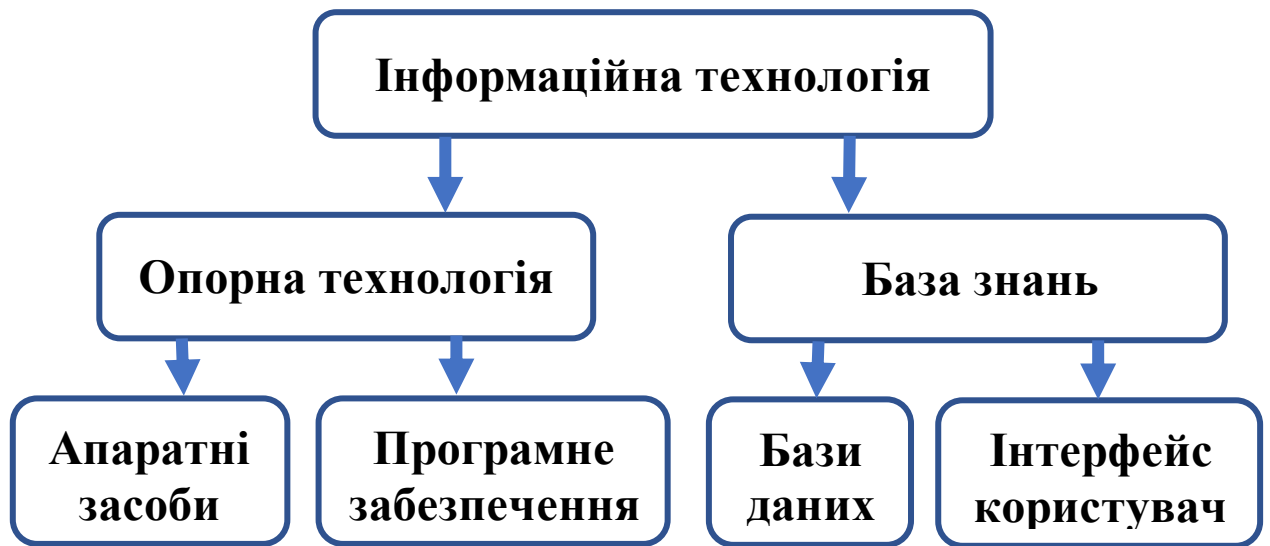 Інформаційна технологія
Опорна технологія
База знань
Апаратні
засоби
Програмне
забезпечення
Бази
даних
Інтерфейс
користувач